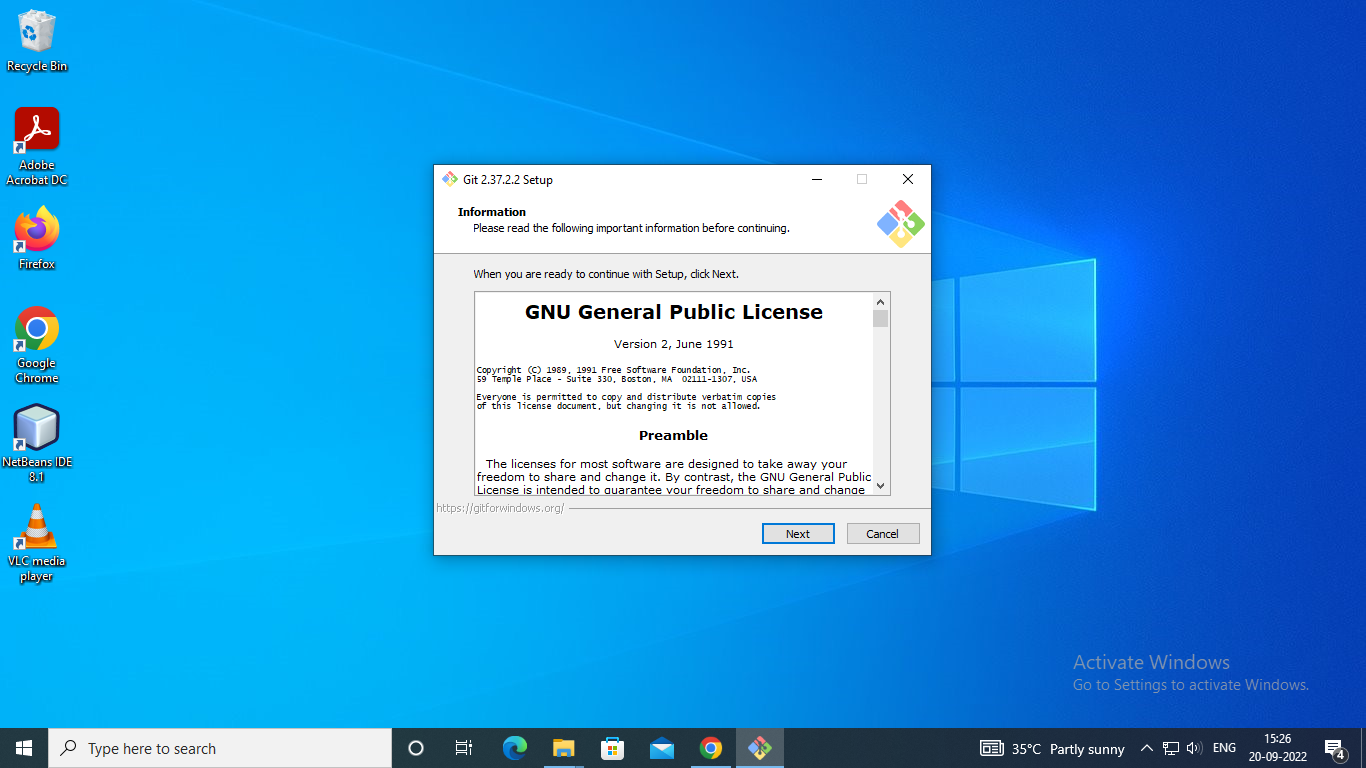 Recycle Bin
Adobe
Acrobat DC
Firefox
Google
Chrome
NetBeans IDE
8.1
VLC media
player
Git 2.37.2.2 Setup
Information
Please read the following important information before continuing.
When you are ready to continue with Setup, click Next.
GNU General Public License
Version 2, June 1991
Copyright (C) 1989, 1991 Free Software Foundation, Inc.
59 Temple Place - Suite 330, Boston, MA  02111-1307, USA
Everyone is permitted to copy and distribute verbatim copies
of this license document, but changing it is not allowed.
Preamble
The licenses for most software are designed to take away your
freedom to share and change it. By contrast, the GNU General Public
License is intended to guarantee your freedom to share and change
https://gitforwindows.org/
Next Cancel
Activate Windows
Go to Settings to activate Windows.
Type here to search
35°C Partly sunny
ENG
15:26
20-09-2022
4